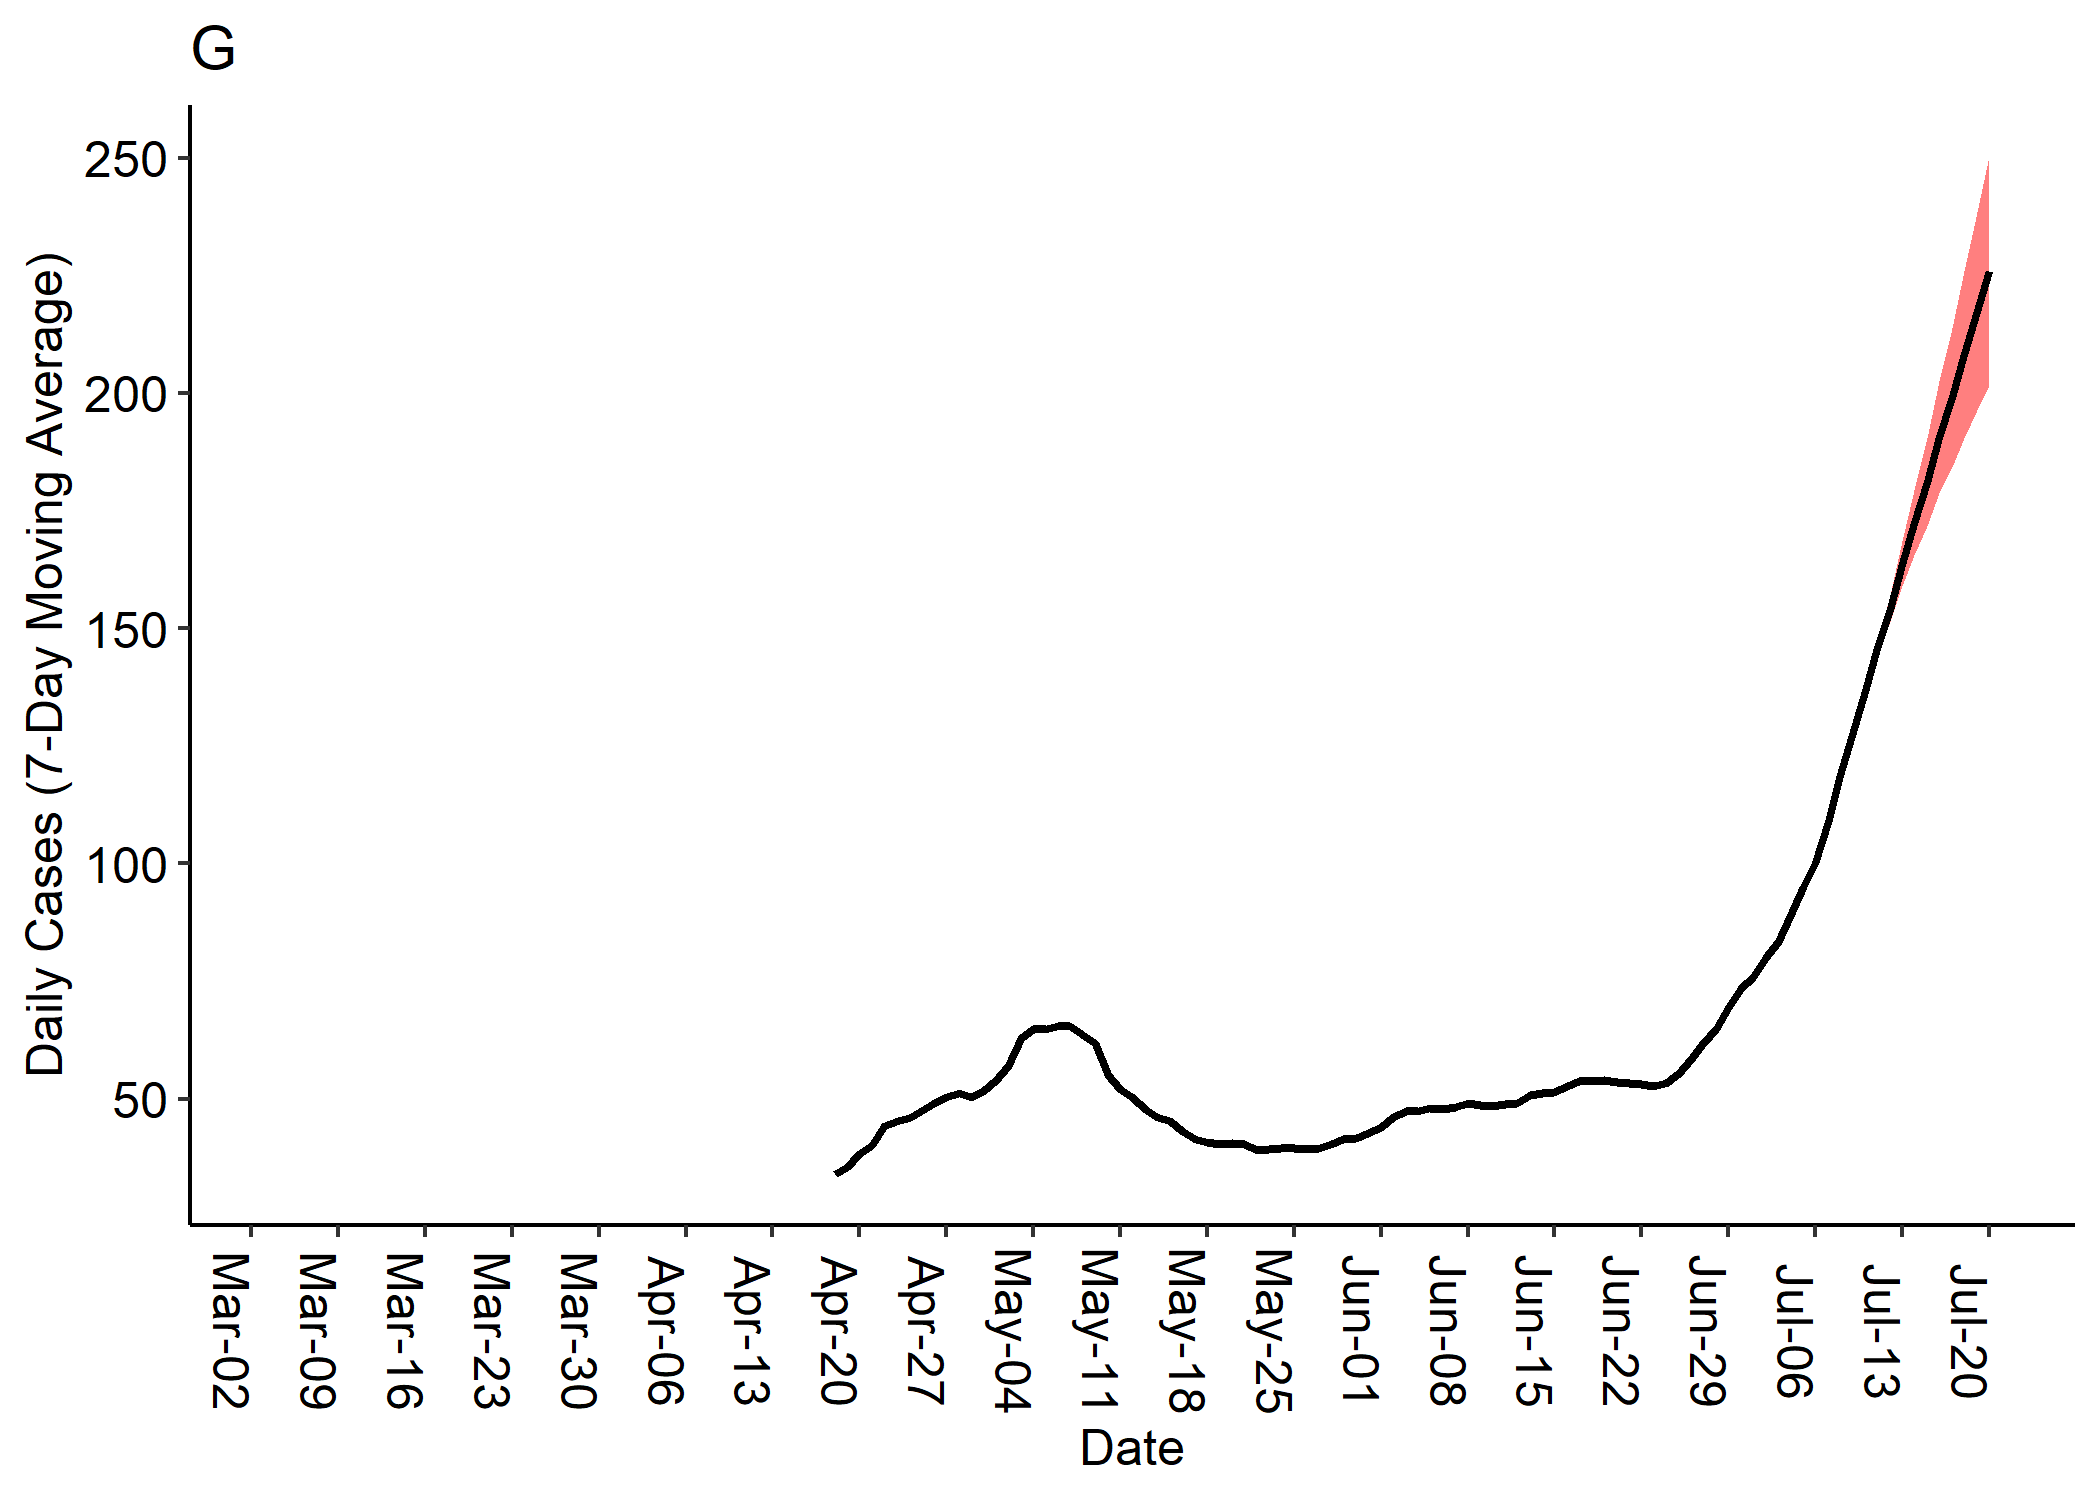 G
Daily Cases (7-Day Moving Average)
250
200
150
100
50
Mar-02
Mar-09
Mar-16
Mar-23
Mar-30
Apr-06
Apr-13
Apr-20
Apr-27
May-04
May-11
May-18
May-25
Jun-01
Jun-08
Jun-15
Jun-22
Jun-29
Jul-06
Jul-13
Jul-20
Date